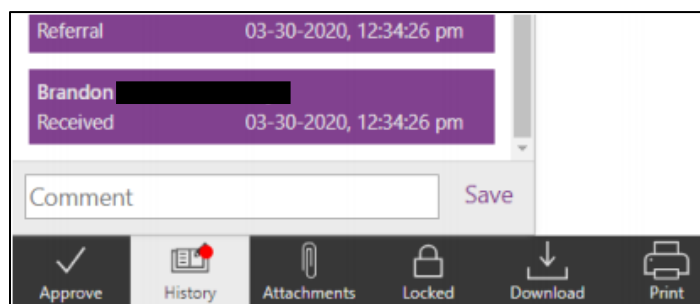 Referral 03-30-2020, 12:34:26 pm
Brandon
Received 03-30-2020, 12:34:26 pm
Comment Save
Approve History Attachments Locked Download Print